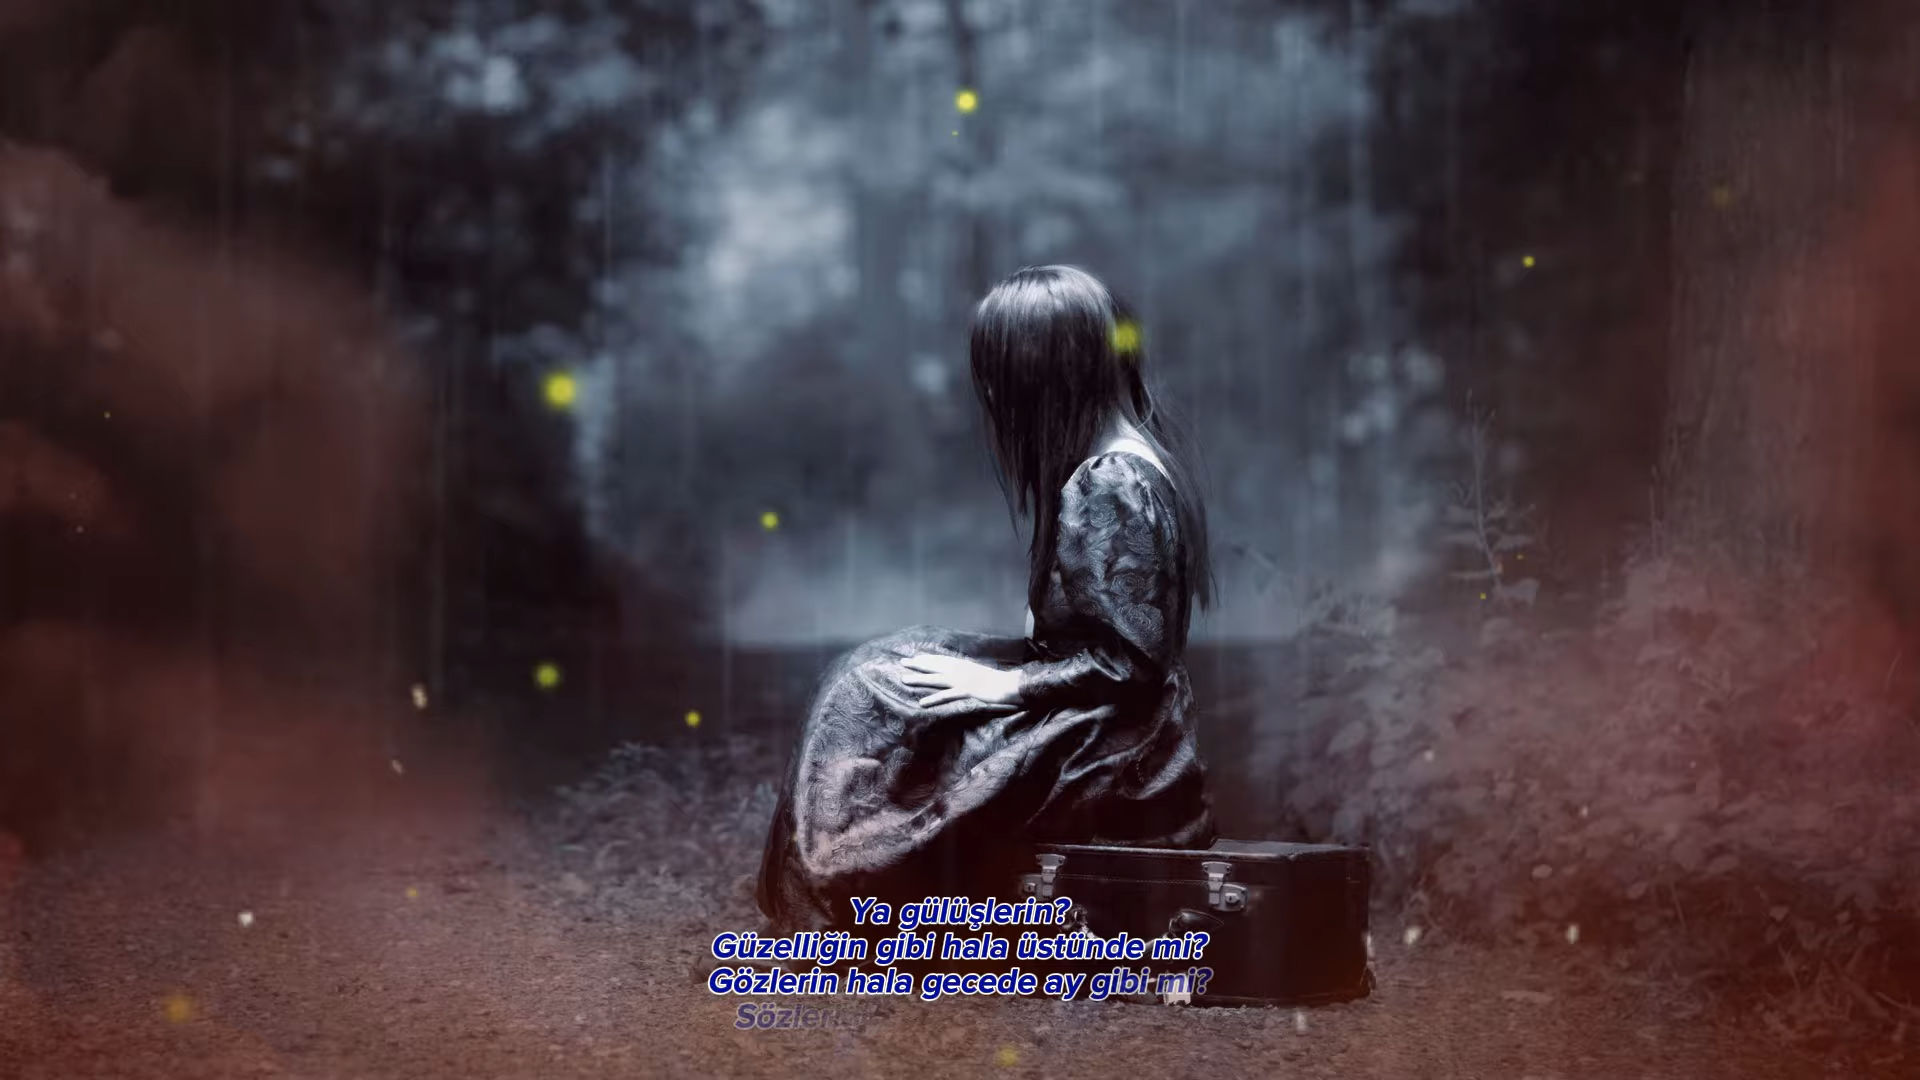 Ya gülüşlerin?
Güzelliğin gibi hala üstünde mi?
Gözlerin hala gecede ay gibi mi?